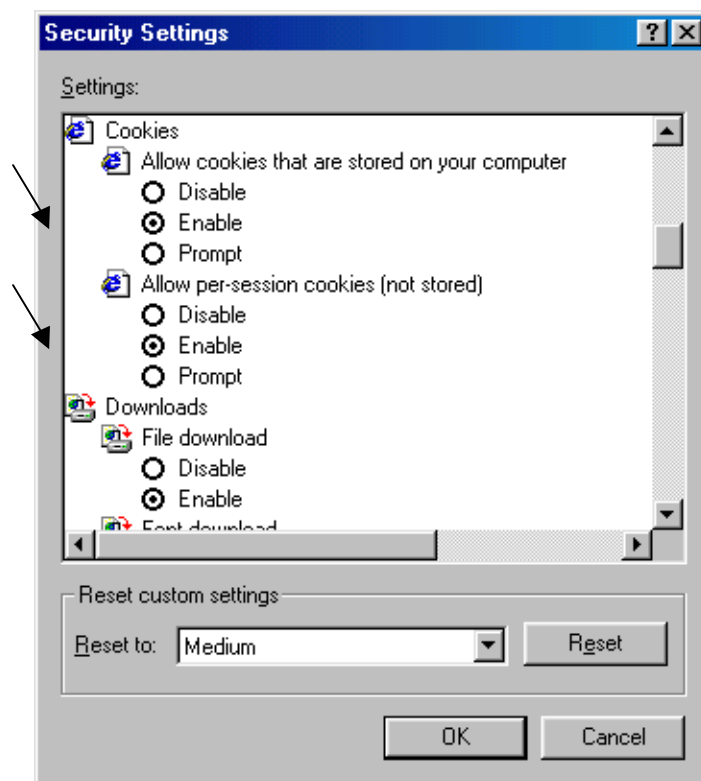 Security Settings
Settings:
Cookies
Allow cookies that are stored on your computer
Disable
Enable
Prompt
Allow per-session cookies (not stored)
Disable
Enable
Prompt
Downloads
File download
Disable
Enable
Font download
Reset custom settings
Reset to: Medium Reset
OK Cancel